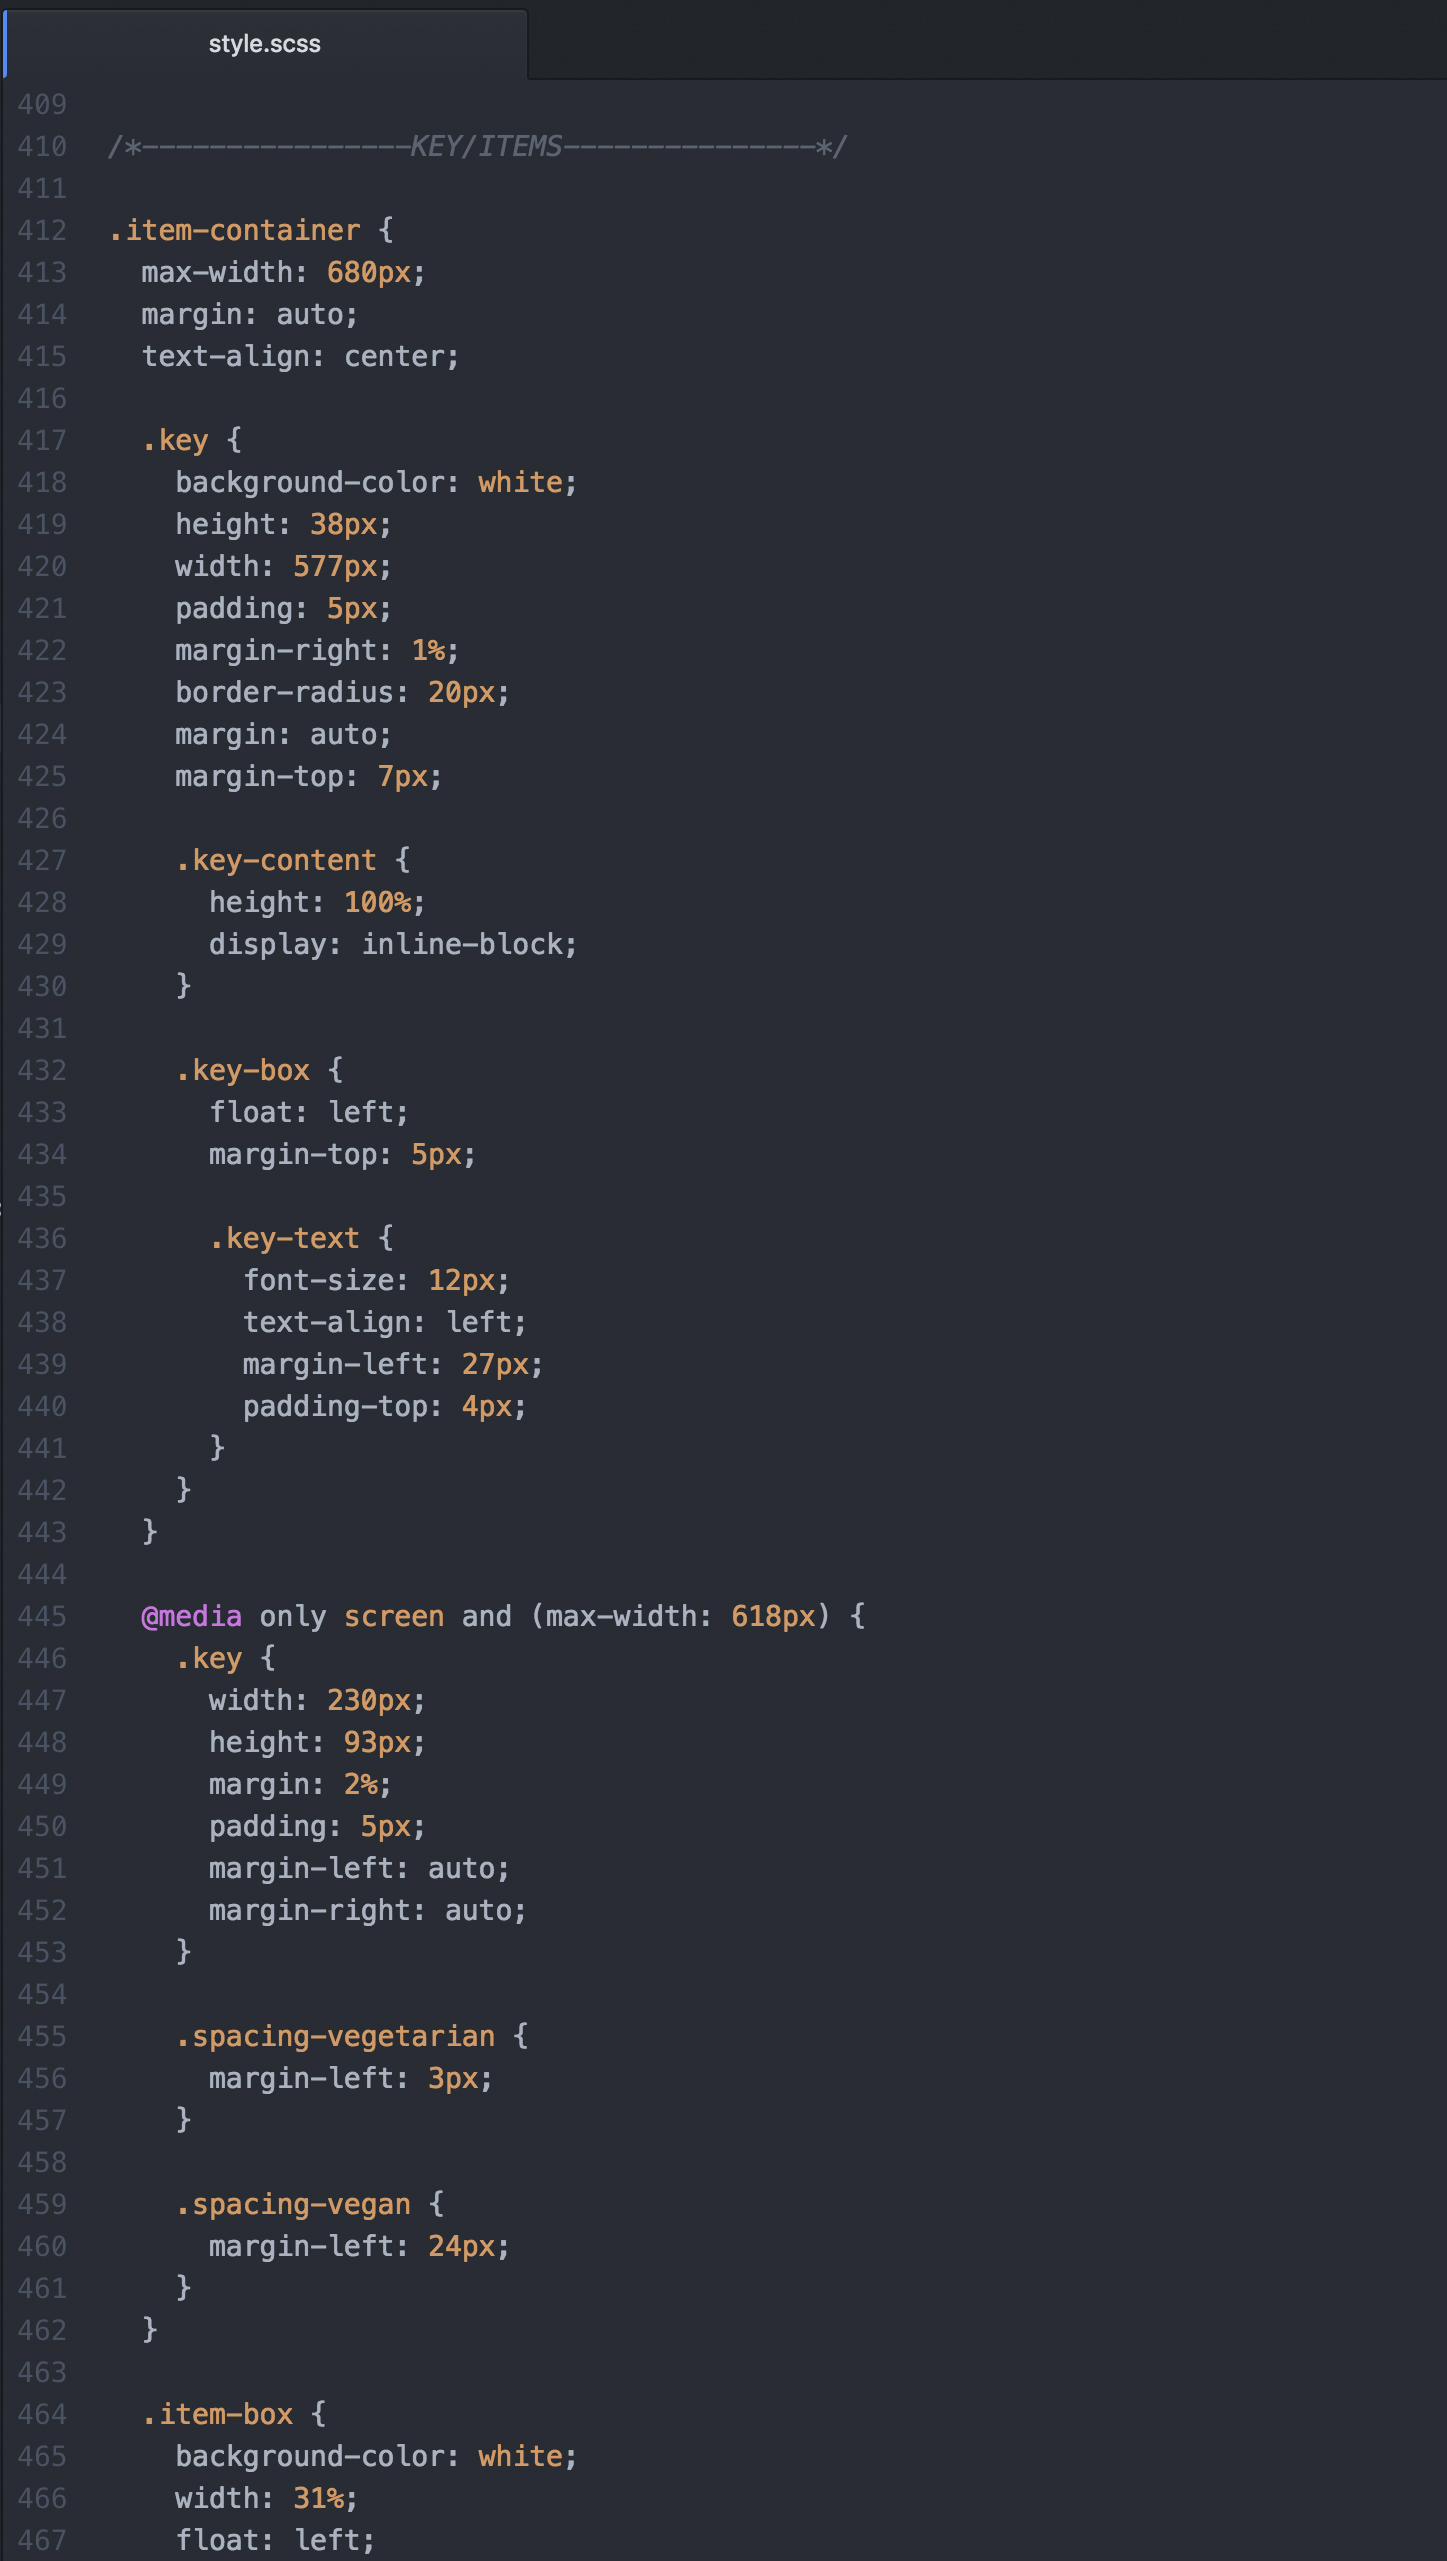 style.scss
409
410 /*----------------KEY/ITEMS---------------*/
411
412 .item-container {
413   max-width: 680px;
414   margin: auto;
415   text-align: center;
416
417   .key {
418     background-color: white;
419     height: 38px;
420     width: 577px;
421     padding: 5px;
422     margin-right: 1%;
423     border-radius: 20px;
424     margin: auto;
425     margin-top: 7px;
426
427     .key-content {
428       height: 100%;
429       display: inline-block;
430     }
431
432     .key-box {
433       float: left;
434       margin-top: 5px;
435
436       .key-text {
437         font-size: 12px;
438         text-align: left;
439         margin-left: 27px;
440         padding-top: 4px;
441       }
442     }
443   }
444
445   @media only screen and (max-width: 618px) {
446     .key {
447       width: 230px;
448       height: 93px;
449       margin: 2%;
450       padding: 5px;
451       margin-left: auto;
452       margin-right: auto;
453     }
454
455     .spacing-vegetarian {
456       margin-left: 3px;
457     }
458
459     .spacing-vegan {
460       margin-left: 24px;
461     }
462   }
463
464   .item-box {
465     background-color: white;
466     width: 31%;
467     float: left;